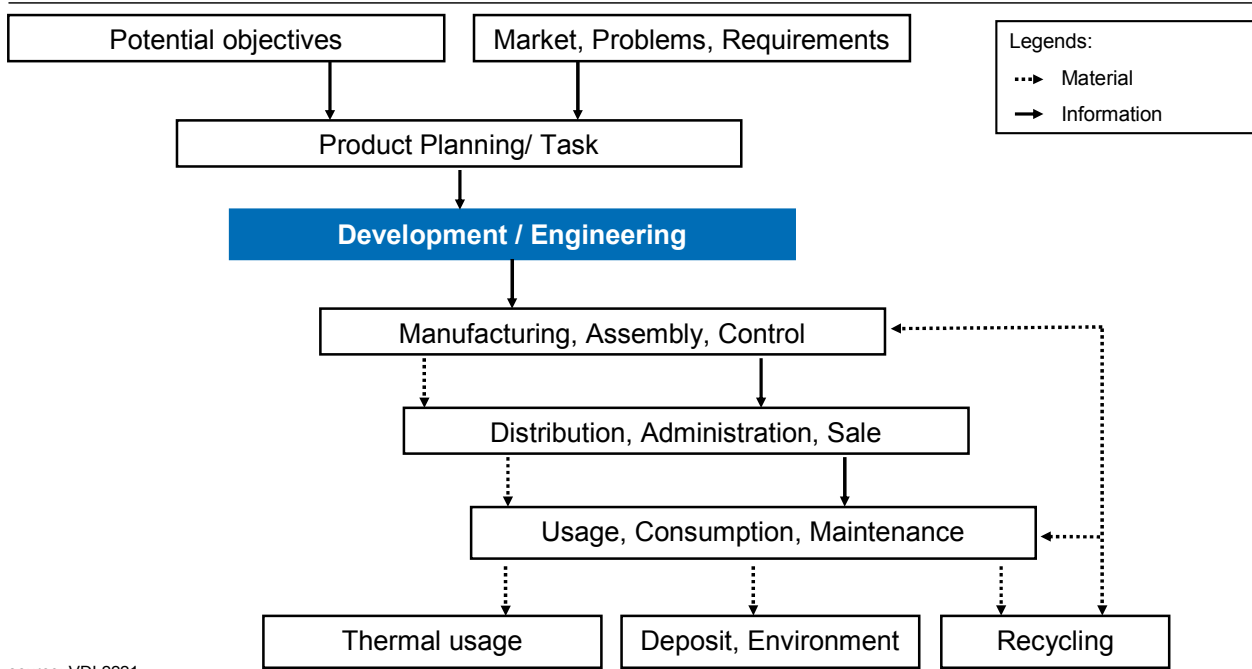 Potential objectives
Market, Problems, Requirements
Legends:
Material
Information
Product Planning/ Task
Development / Engineering
Manufacturing, Assembly, Control
Distribution, Administration, Sale
Usage, Consumption, Maintenance
Thermal usage
Deposit, Environment
Recycling